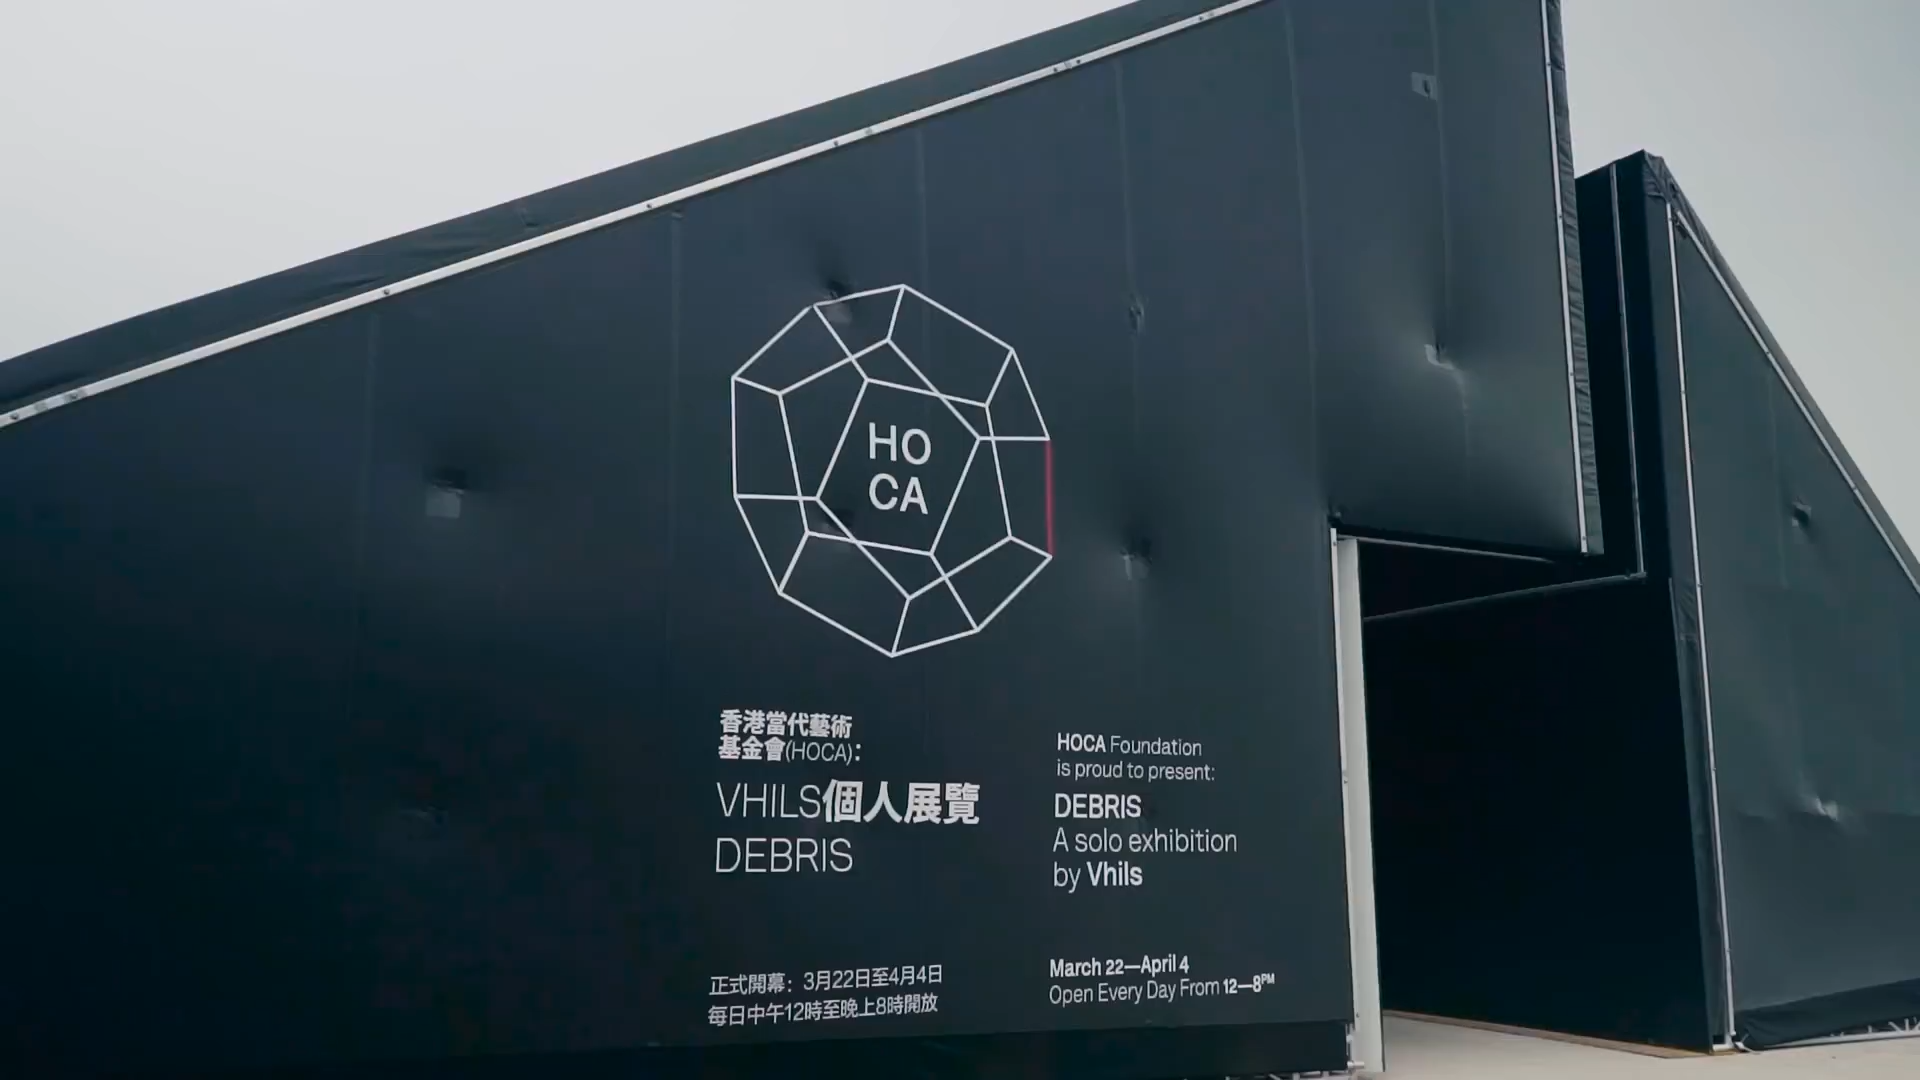 HO
CA
香港當代藝術
基金會(HOCA):
VHILS個人展覽
DEBRIS
正式開幕：3月22日至4月4日
每日中午12時至晚上8時開放
HOCA Foundation
is proud to present:
DEBRIS
A solo exhibition
by Vhils
March 22—April 4
Open Every Day From 12—8PM